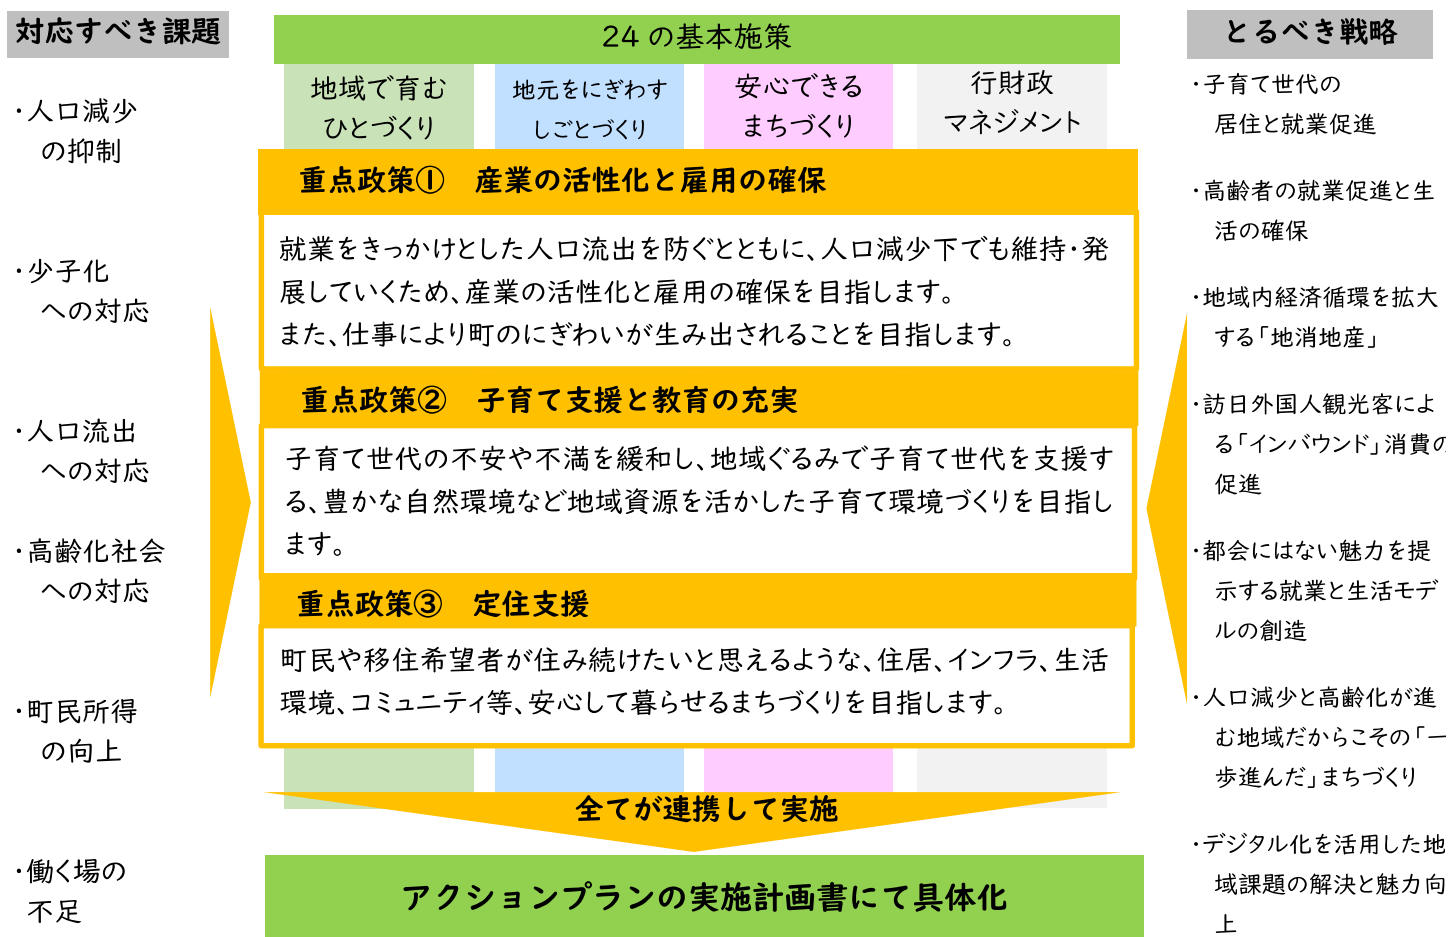 対応すべき課題
・人口減少
の抑制
・少子化
への対応
・人口流出
への対応
・高齢化社会
への対応
・町民所得
の向上
・働く場の
不足
24の基本施策
地域で育む
ひとづくり
地元をにぎわす
しごとづくり
安心できる
まちづくり
行財政
マネジメント
重点政策①　産業の活性化と雇用の確保
就業をきっかけとした人口流出を防ぐとともに、人口減少下でも維持・発
展していくため、産業の活性化と雇用の確保を目指します。
また、仕事により町のにぎわいが生み出されることを目指します。
重点政策②　子育て支援と教育の充実
子育て世代の不安や不満を緩和し、地域ぐるみで子育て世代を支援す
る、豊かな自然環境など地域資源を活かした子育て環境づくりを目指し
ます。
重点政策③　定住支援
町民や移住希望者が住み続けたいと思えるような、住居、インフラ、生活
環境、コミュニティ等、安心して暮らせるまちづくりを目指します。
全てが連携して実施
アクションプランの実施計画書にて具体化
とるべき戦略
・子育て世代の
居住と就業促進
・高齢者の就業促進と生
活の確保
・地域内経済循環を拡大
する「地消地産」
・訪日外国人観光客によ
る「インバウンド」消費の
促進
・都会にはない魅力を提
示する就業と生活モデ
ルの創造
・人口減少と高齢化が進
む地域だからこその「一
歩進んだ」まちづくり
・デジタル化を活用した地
域課題の解決と魅力向
上